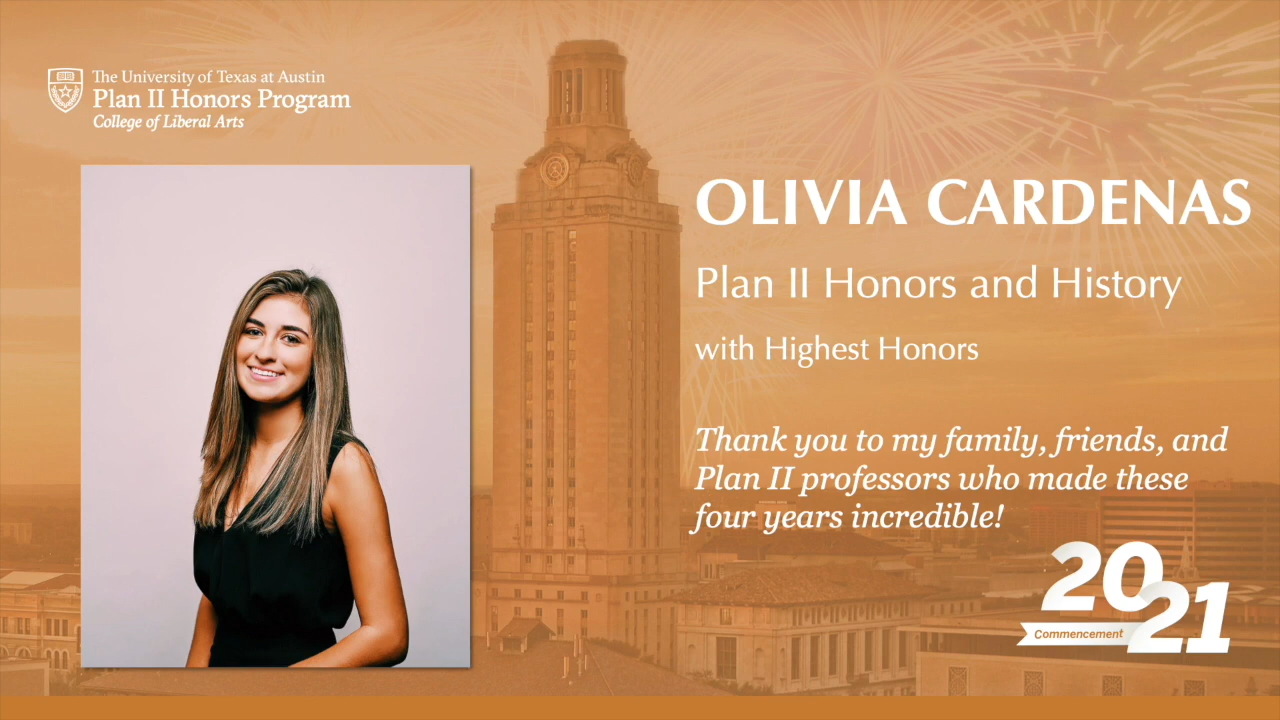 The University of Texas at Austin
Plan II Honors Program
College of Liberal Arts
OLIVIA CARDENAS
Plan II Honors and History
with Highest Honors
Thank you to my family, friends, and
Plan II professors who made these
four years incredible!
2021
Commencement